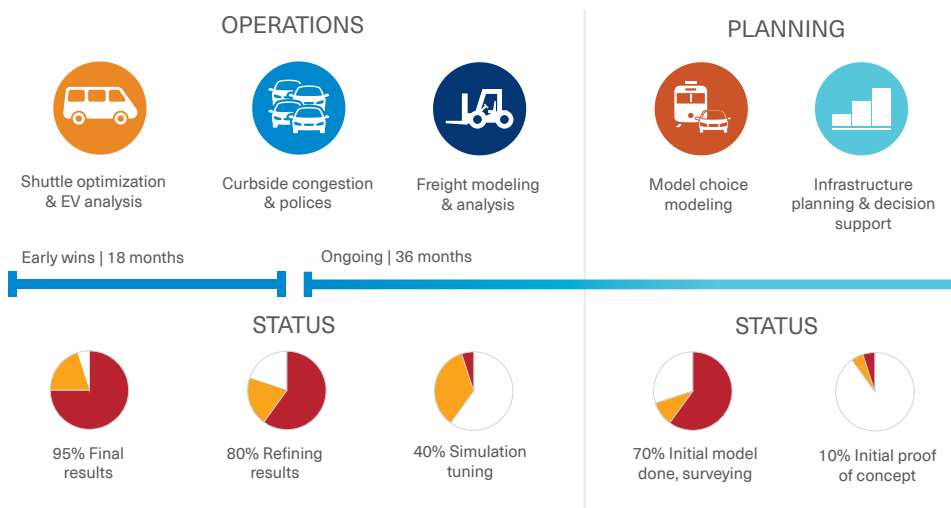 OPERATIONS
PLANNING
Shuttle optimization
& EV analysis
Curbside congestion
& polices
Freight modeling
& analysis
Model choice
modeling
Infrastructure
planning & decision
support
Early wins | 18 months
Ongoing | 36 months
STATUS
STATUS
95% Final
results
80% Refining
results
40% Simulation
tuning
70% Initial model
done, surveying
10% Initial proof
of concept